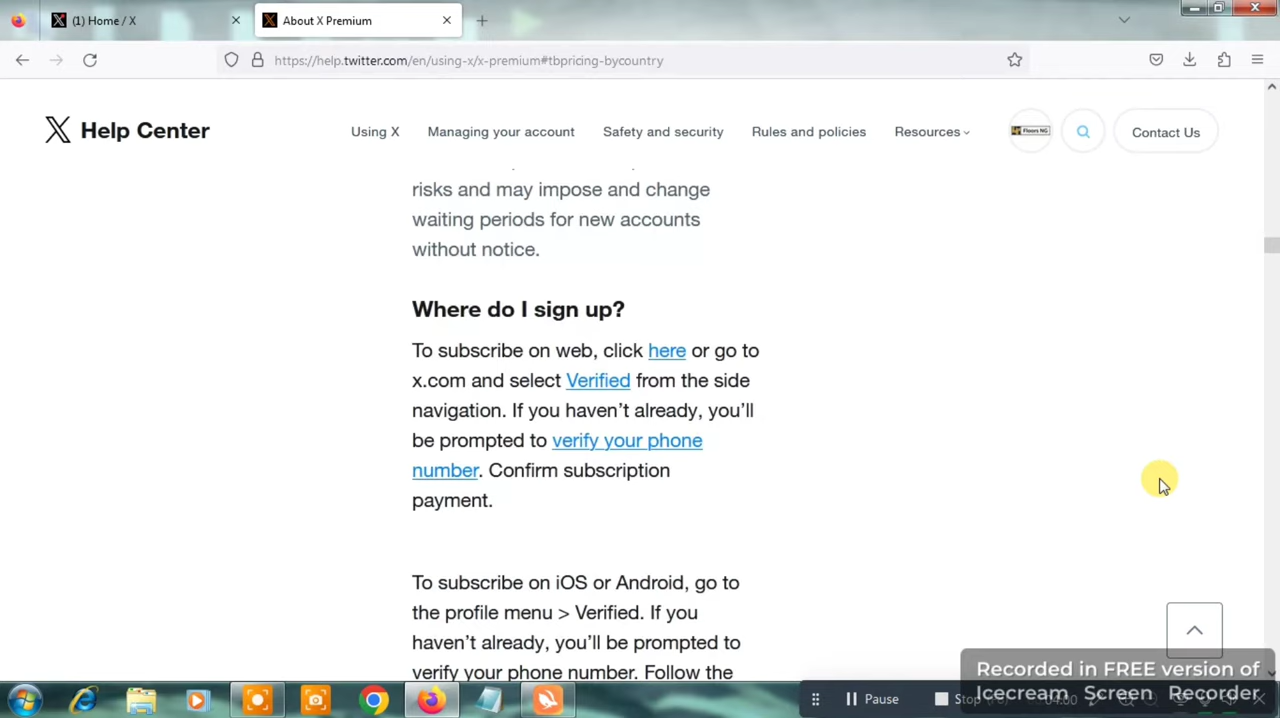 (1) Home / X
About X Premium
https://help.twitter.com/en/using-x/x-premium#tbpricing-bycountry
Help Center
Using X
Managing your account
Safety and security
Rules and policies
Resources
Floors NG
Contact Us
risks and may impose and change
waiting periods for new accounts
without notice.
Where do I sign up?
To subscribe on web, click here or go to
x.com and select Verified from the side
navigation. If you haven’t already, you’ll
be prompted to verify your phone
number. Confirm subscription
payment.
To subscribe on iOS or Android, go to
the profile menu > Verified. If you
haven’t already, you’ll be prompted to
verify your phone number. Follow the
Recorded in FREE version of
Icecream Screen Recorder
Pause
Stop